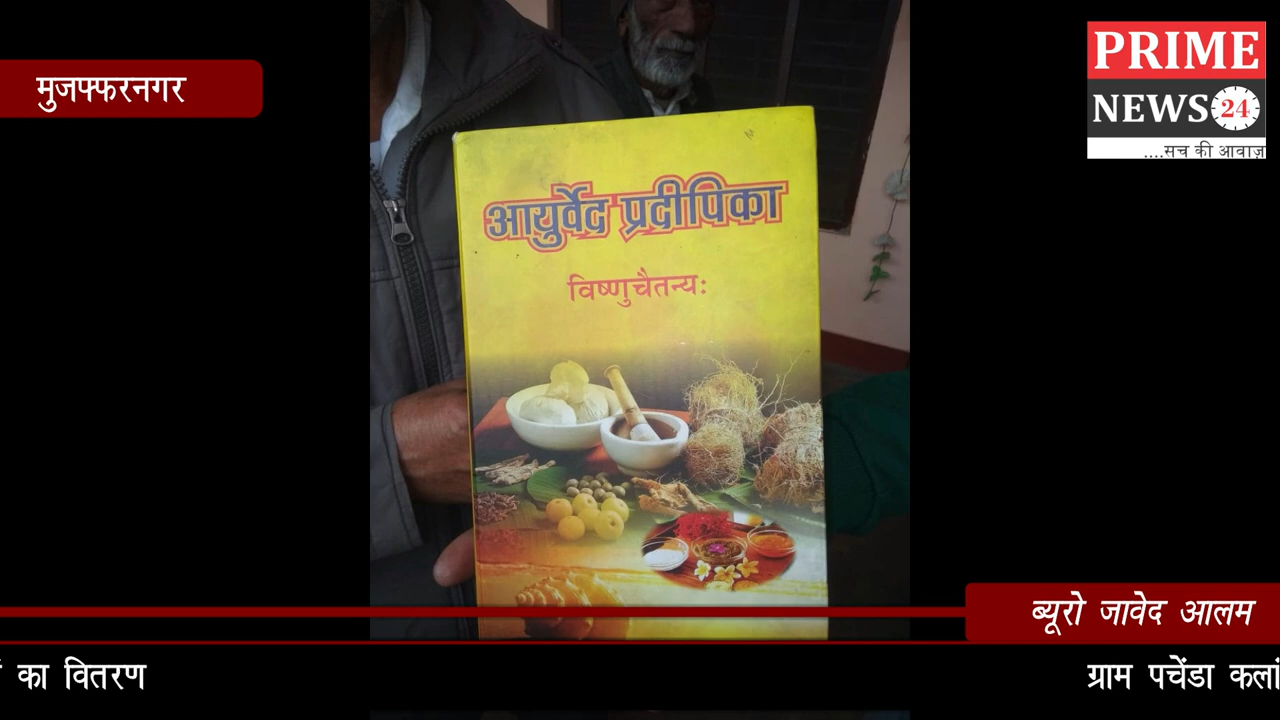 मुजफ्फरनगर
PRIME
NEWS 24
....सच की आवाज़
आयुर्वेद प्रदीपिका
विष्णुचैतन्यः
ब्यूरो जावेद आलम
का वितरण
ग्राम पचेंडा कलां